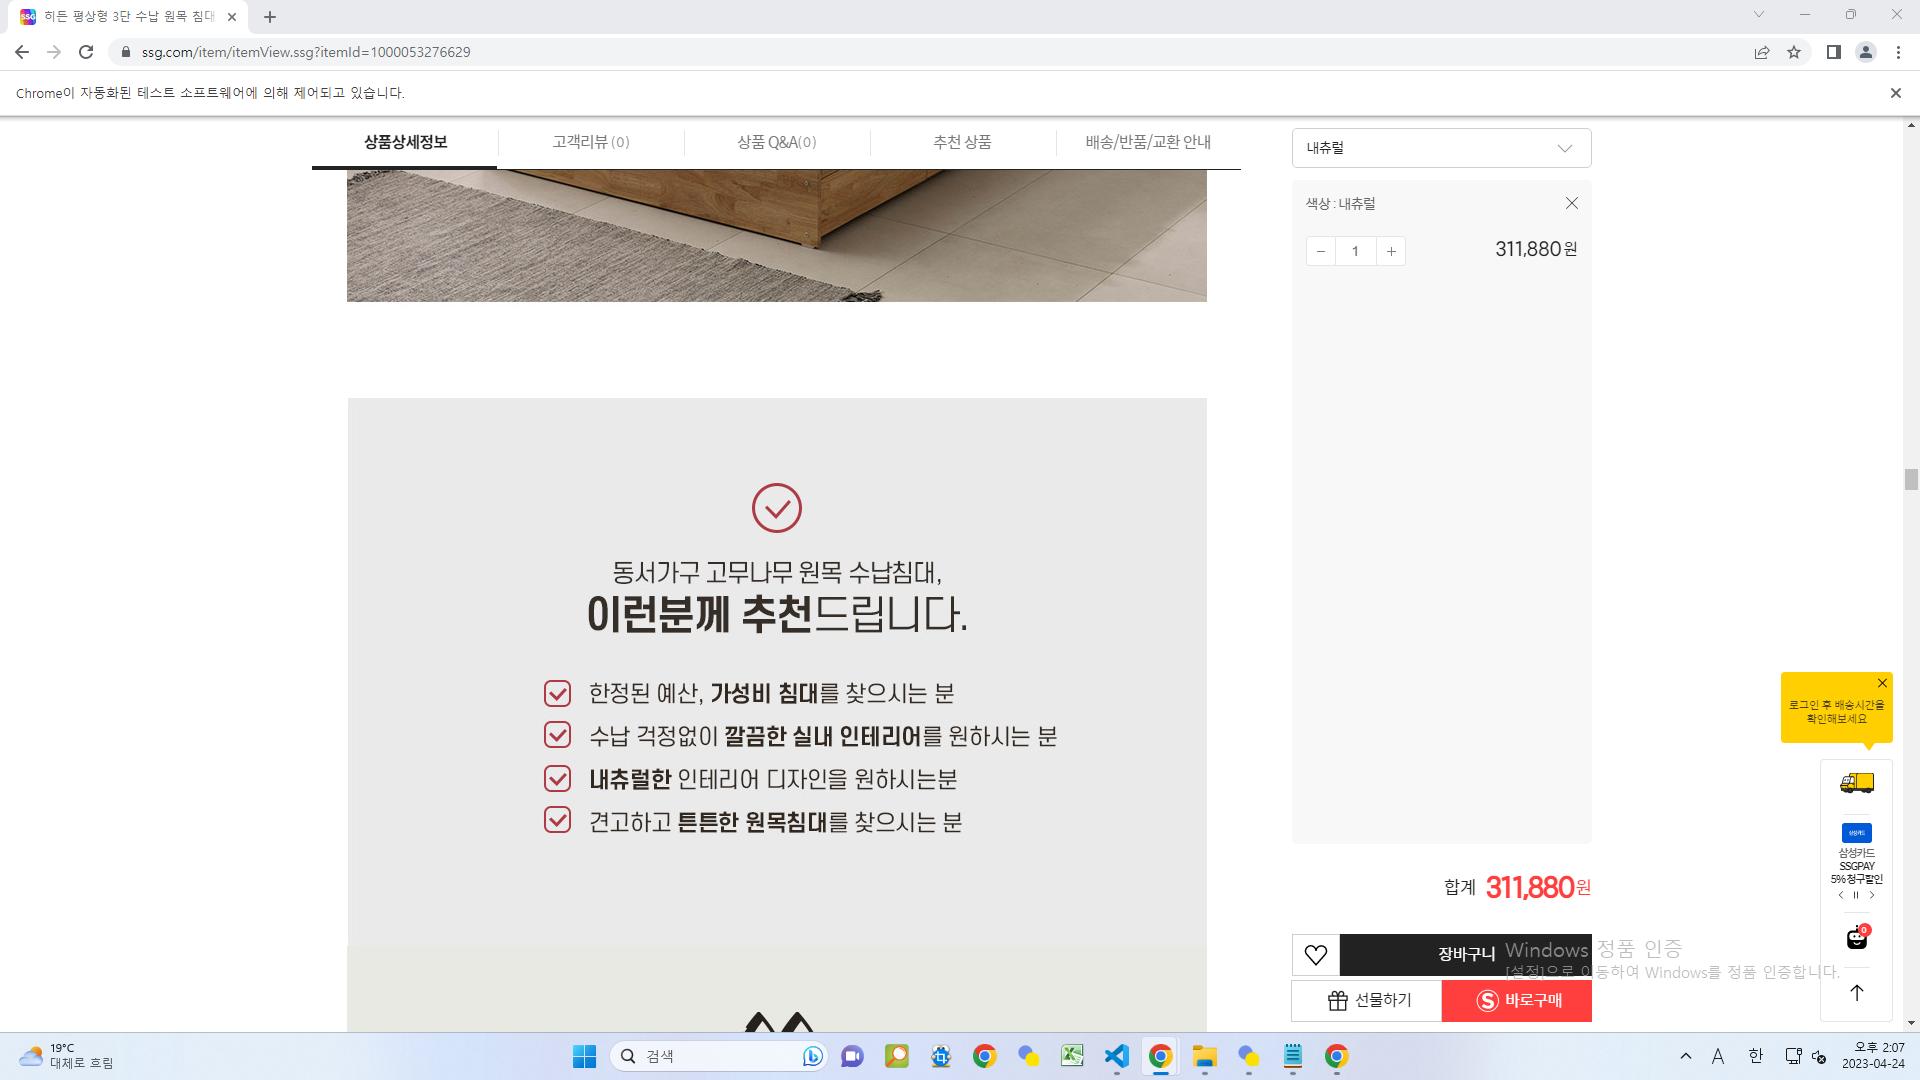 히든 평상형 3단 수납 원목 침대
ssg.com/item/itemView.ssg?itemId=1000053276629
Chrome이 자동화된 테스트 소프트웨어에 의해 제어되고 있습니다.
상품상세정보
고객리뷰 (0)
상품 Q&A(0)
추천 상품
배송/반품/교환 안내
내츄럴
색상 : 내츄럴
1
311,880원
동서가구 고무나무 원목 수납침대,
이런분께 추천드립니다.
한정된 예산, 가성비 침대를 찾으시는 분
수납 걱정없이 깔끔한 실내 인테리어를 원하시는 분
내츄럴한 인테리어 디자인을 원하시는분
견고하고 튼튼한 원목침대를 찾으시는 분
합계 311,880원
장바구니
선물하기
바로구매
로그인 후 배송시간을
확인해보세요
삼성카드
삼성카드
SSGPAY
5% 청구할인
0
Windows 정품 인증
[설정]으로 이동하여 Windows를 정품 인증합니다.
19°C
대체로 흐림
검색
A
한
오후 2:07
2023-04-24